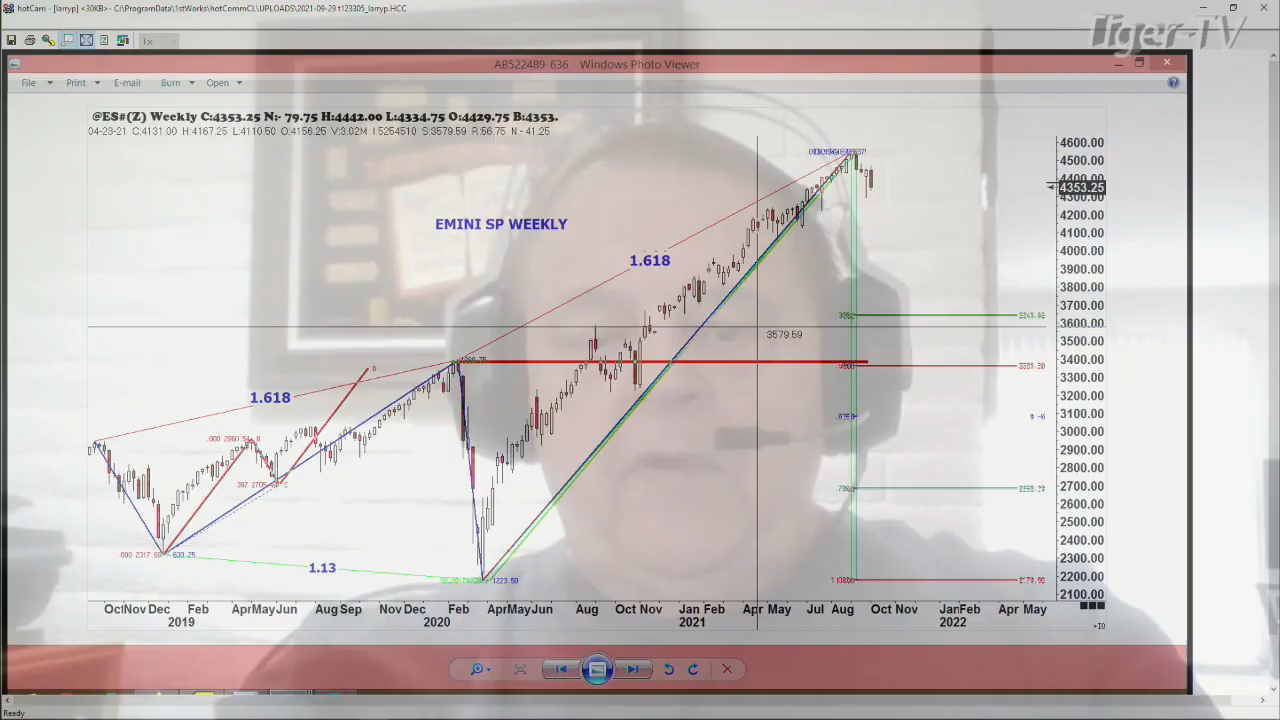 hotCam - [larryp] <30KB> - C:\ProgramData\1stWorks\hotCommCL\UPLOADS\2021-09-29 t123305_larryp.HCC
1x
Tiger-TV
AB522489-636 - Windows Photo Viewer
File Print E-mail Burn Open
@ES#(Z) Weekly C:4353.25 N:- 79.75 H:4442.00 L:4334.75 O:4429.75 B:4353.
04-23-21 C:4131.00 H:4167.25 L:4110.50 O:4156.25 V:3.02M I:5254510 S:3579.59 R:56.75 N - 41.25
EMINI SP WEEKLY
1.618
3579.59
1.618
D
.000 2960.54 B
1.13
1223.50
4600.00
4500.00
4400.00
4353.25
4300.00
4200.00
4100.00
4000.00
3900.00
3800.00
3700.00
3600.00
3500.00
3400.00
3300.00
3200.00
3100.00
3000.00
2900.00
2800.00
2700.00
2600.00
2500.00
2400.00
2300.00
2200.00
2100.00
Oct Nov Dec Feb Apr May Jun Aug Sep Nov Dec Feb Apr May Jun Aug Oct Nov Jan Feb Apr May Jul Aug Oct Nov Jan Feb Apr May
2019 2020 2021 2022
Ready